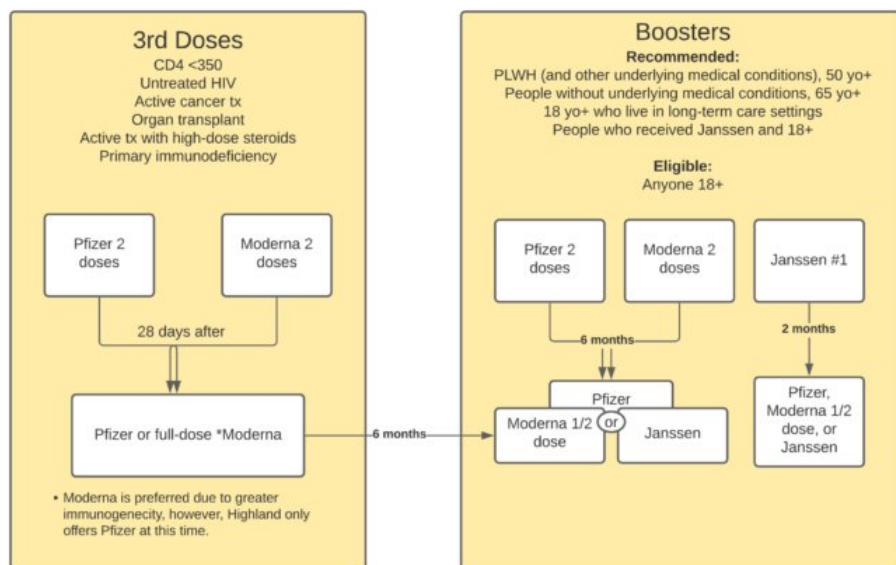 3rd Doses
CD4 <350
Untreated HIV
Active cancer tx
Organ transplant
Active tx with high-dose steroids
Primary immunodeficiency
Pfizer 2
doses
Moderna 2
doses
28 days after
Pfizer or full-dose *Moderna
• Moderna is preferred due to greater
immunogenecity, however, Highland only
offers Pfizer at this time.
6 months
Boosters
Recommended:
PLWH (and other underlying medical conditions), 50 yo+
People without underlying medical conditions, 65 yo+
18 yo+ who live in long-term care settings
People who received Janssen and 18+
Eligible:
Anyone 18+
Pfizer 2
doses
Moderna 2
doses
Janssen #1
6 months
2 months
Pfizer
Moderna 1/2
dose
or
Janssen
Pfizer,
Moderna 1/2
dose, or
Janssen